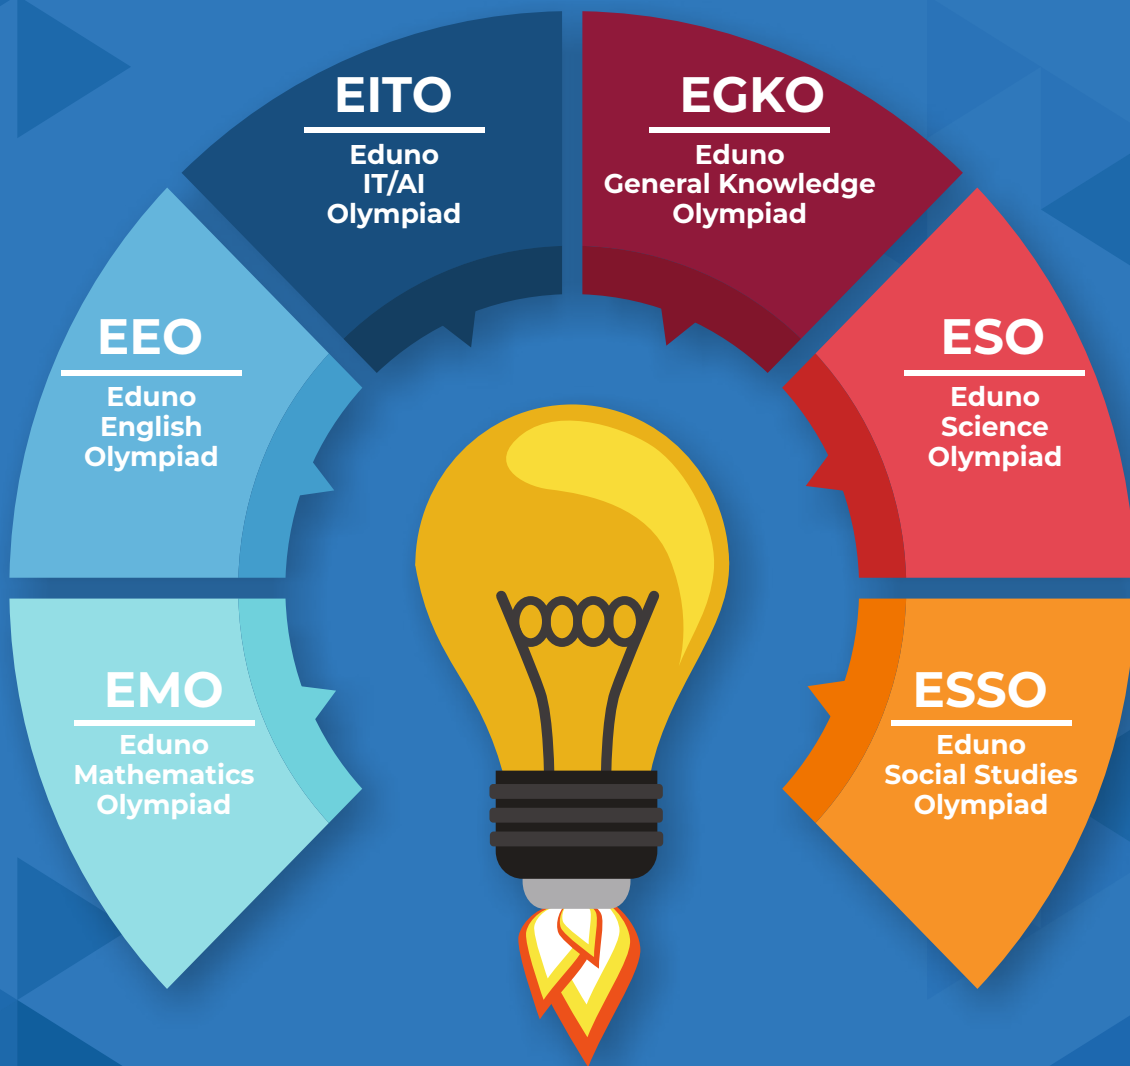 EITO
Eduno
IT/AI
Olympiad
EGKO
Eduno
General Knowledge
Olympiad
EEO
Eduno
English
Olympiad
ESO
Eduno
Science
Olympiad
EMO
Eduno
Mathematics
Olympiad
ESSO
Eduno
Social Studies
Olympiad